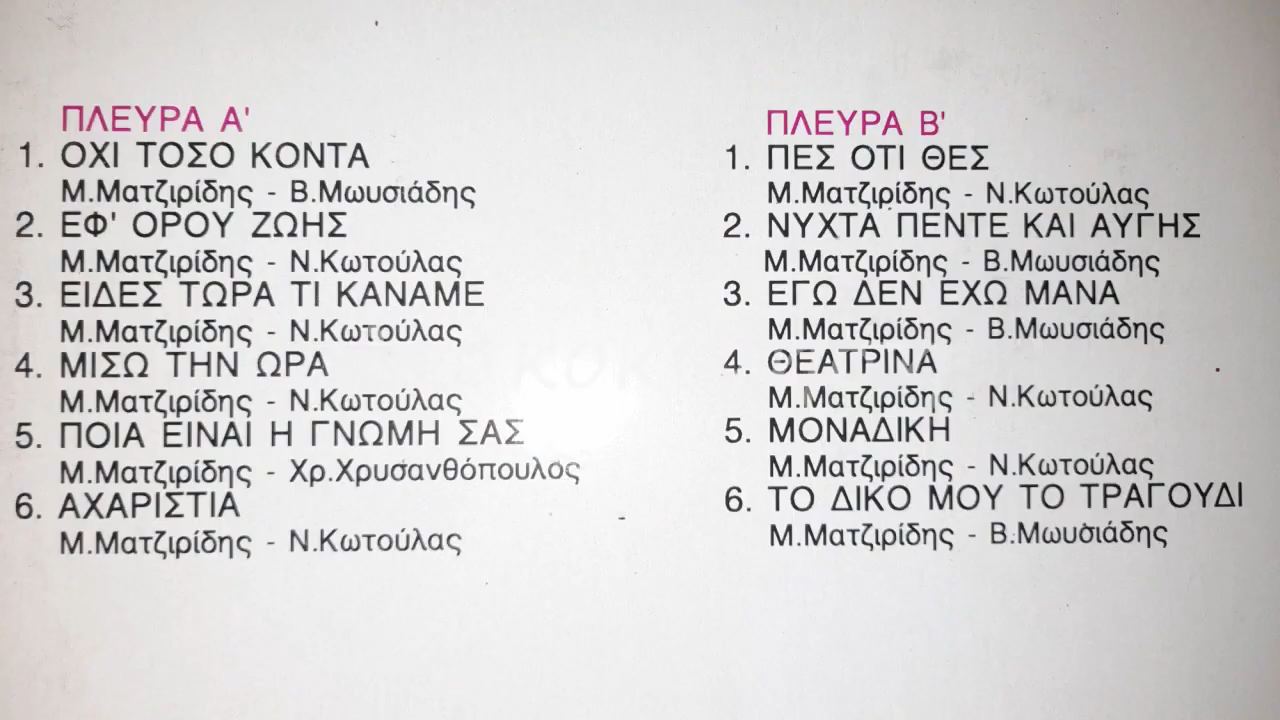 ΠΛΕΥΡΑ Α'
1. ΟΧΙ ΤΟΣΟ ΚΟΝΤΑ
Μ.Ματζιρίδης - Β.Μωυσιάδης
2. ΕΦ' ΟΡΟΥ ΖΩΗΣ
Μ.Ματζιρίδης - Ν.Κωτούλας
3. ΕΙΔΕΣ ΤΩΡΑ ΤΙ ΚΑΝΑΜΕ
Μ.Ματζιρίδης - Ν.Κωτούλας
4. ΜΙΣΩ ΤΗΝ ΩΡΑ
Μ.Ματζιρίδης - Ν.Κωτούλας
5. ΠΟΙΑ ΕΙΝΑΙ Η ΓΝΩΜΗ ΣΑΣ
Μ.Ματζιρίδης - Χρ.Χρυσανθόπουλος
6. ΑΧΑΡΙΣΤΙΑ
Μ.Ματζιρίδης - Ν.Κωτούλας
ΠΛΕΥΡΑ Β'
1. ΠΕΣ ΟΤΙ ΘΕΣ
Μ.Ματζιρίδης - Ν.Κωτούλας
2. ΝΥΧΤΑ ΠΕΝΤΕ ΚΑΙ ΑΥΓΗΣ
Μ.Ματζιρίδης - Β.Μωυσιάδης
3. ΕΓΩ ΔΕΝ ΕΧΩ ΜΑΝΑ
Μ.Ματζιρίδης - Β.Μωυσιάδης
4. ΘΕΑΤΡΙΝΑ
Μ.Ματζιρίδης - Ν.Κωτούλας
5. ΜΟΝΑΔΙΚΗ
Μ.Ματζιρίδης - Ν.Κωτούλας
6. ΤΟ ΔΙΚΟ ΜΟΥ ΤΟ ΤΡΑΓΟΥΔΙ
Μ.Ματζιρίδης - Β.Μωυσιάδης